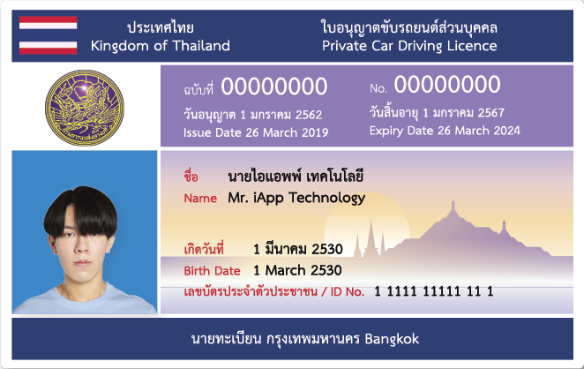 ประเทศไทย
Kingdom of Thailand
ใบอนุญาตขับรถยนต์ส่วนบุคคล
Private Car Driving Licence
ฉบับที่ 00000000
No. 00000000
วันอนุญาต 1 มกราคม 2562
Issue Date 26 March 2019
วันสิ้นอายุ 1 มกราคม 2567
Expiry Date 26 March 2024
ชื่อ นายไอแอพพ์ เทคโนโลยี
Name Mr. iApp Technology
เกิดวันที่ 1 มีนาคม 2530
Birth Date 1 March 2530
เลขบัตรประจำตัวประชาชน / ID No. 1 1111 11111 11 1
นายทะเบียน กรุงเทพมหานคร Bangkok